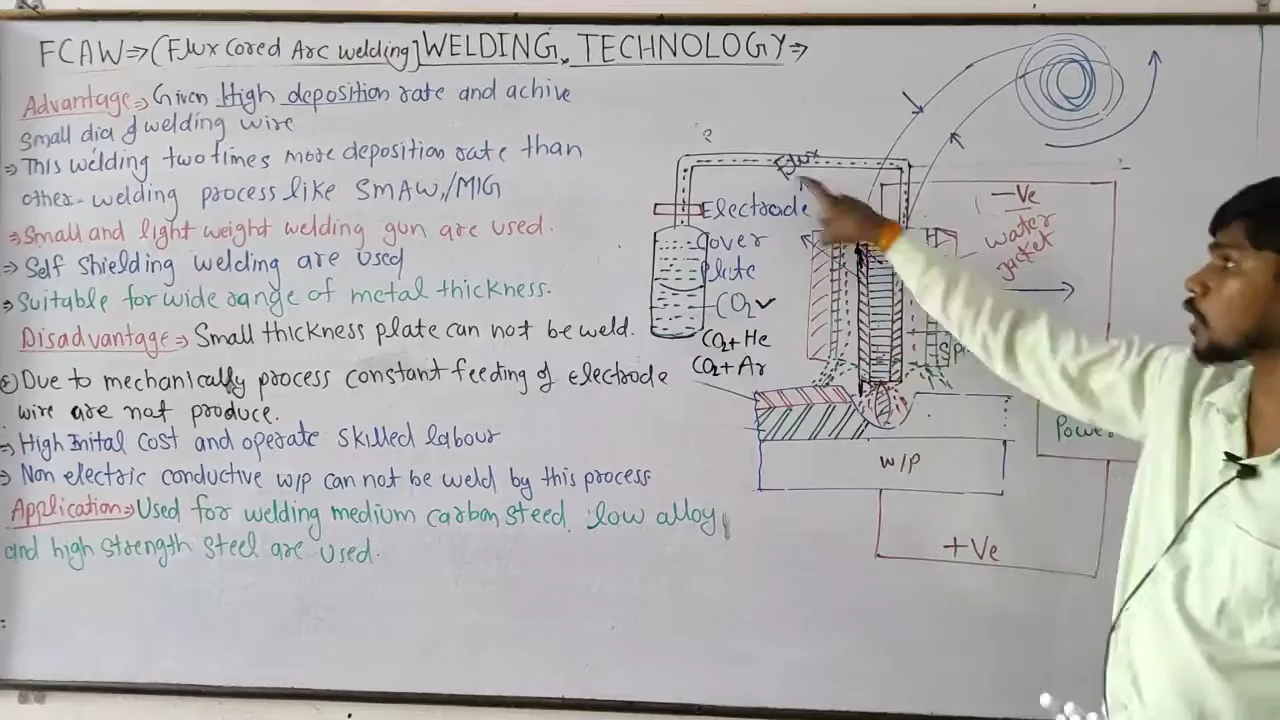 FCAW⇒(Flux Cored Arc welding] WELDING. TECHNOLOGY⇒
Advantage⇒ Given High deposition rate and achive
Small dia of welding wire
⇒ This welding two times more deposition rate than
other welding process like SMAW,/MIG
⇒ Small and light weight welding gun are used.
⇒ Self Shielding welding are used
⇒ Suitable for wide range of metal thickness.
Disadvantage⇒ Small thickness plate can not be weld.
Due to mechanically process constant feeding of Electrode
wire are not produce.
⇒ High Inital cost and operate skilled labour
⇒ Non electric conductive w/p can not be weld by this process
Application⇒ Used for welding medium carbon steed, low alloy,
and high strength steel are used.
?
Flux
Electrode
cover
plate
CO2 ✓
CO2+He
CO2+Ar
-Ve
water
jacket
W/P
+Ve